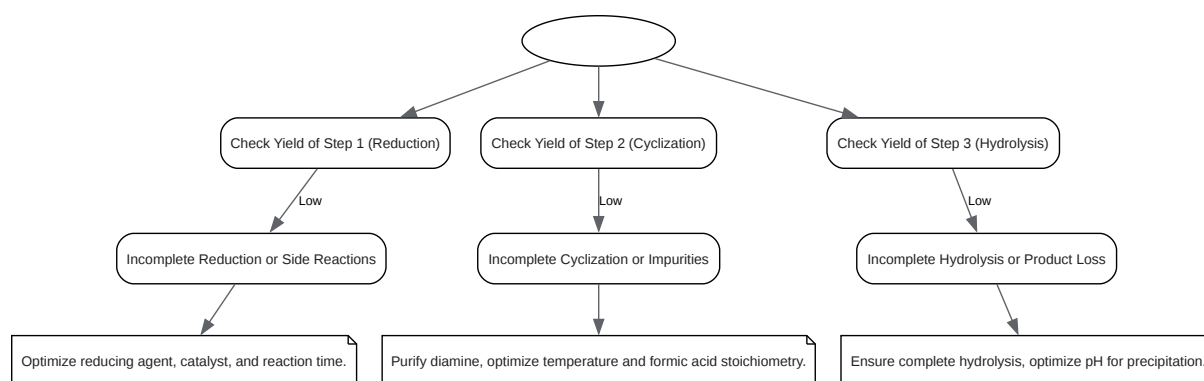 Check Yield of Step 1 (Reduction)
Check Yield of Step 2 (Cyclization)
Check Yield of Step 3 (Hydrolysis)
Low
Low
Low
Incomplete Reduction or Side Reactions
Incomplete Cyclization or Impurities
Incomplete Hydrolysis or Product Loss
Optimize reducing agent, catalyst, and reaction time.
Purify diamine, optimize temperature and formic acid stoichiometry.
Ensure complete hydrolysis, optimize pH for precipitation.